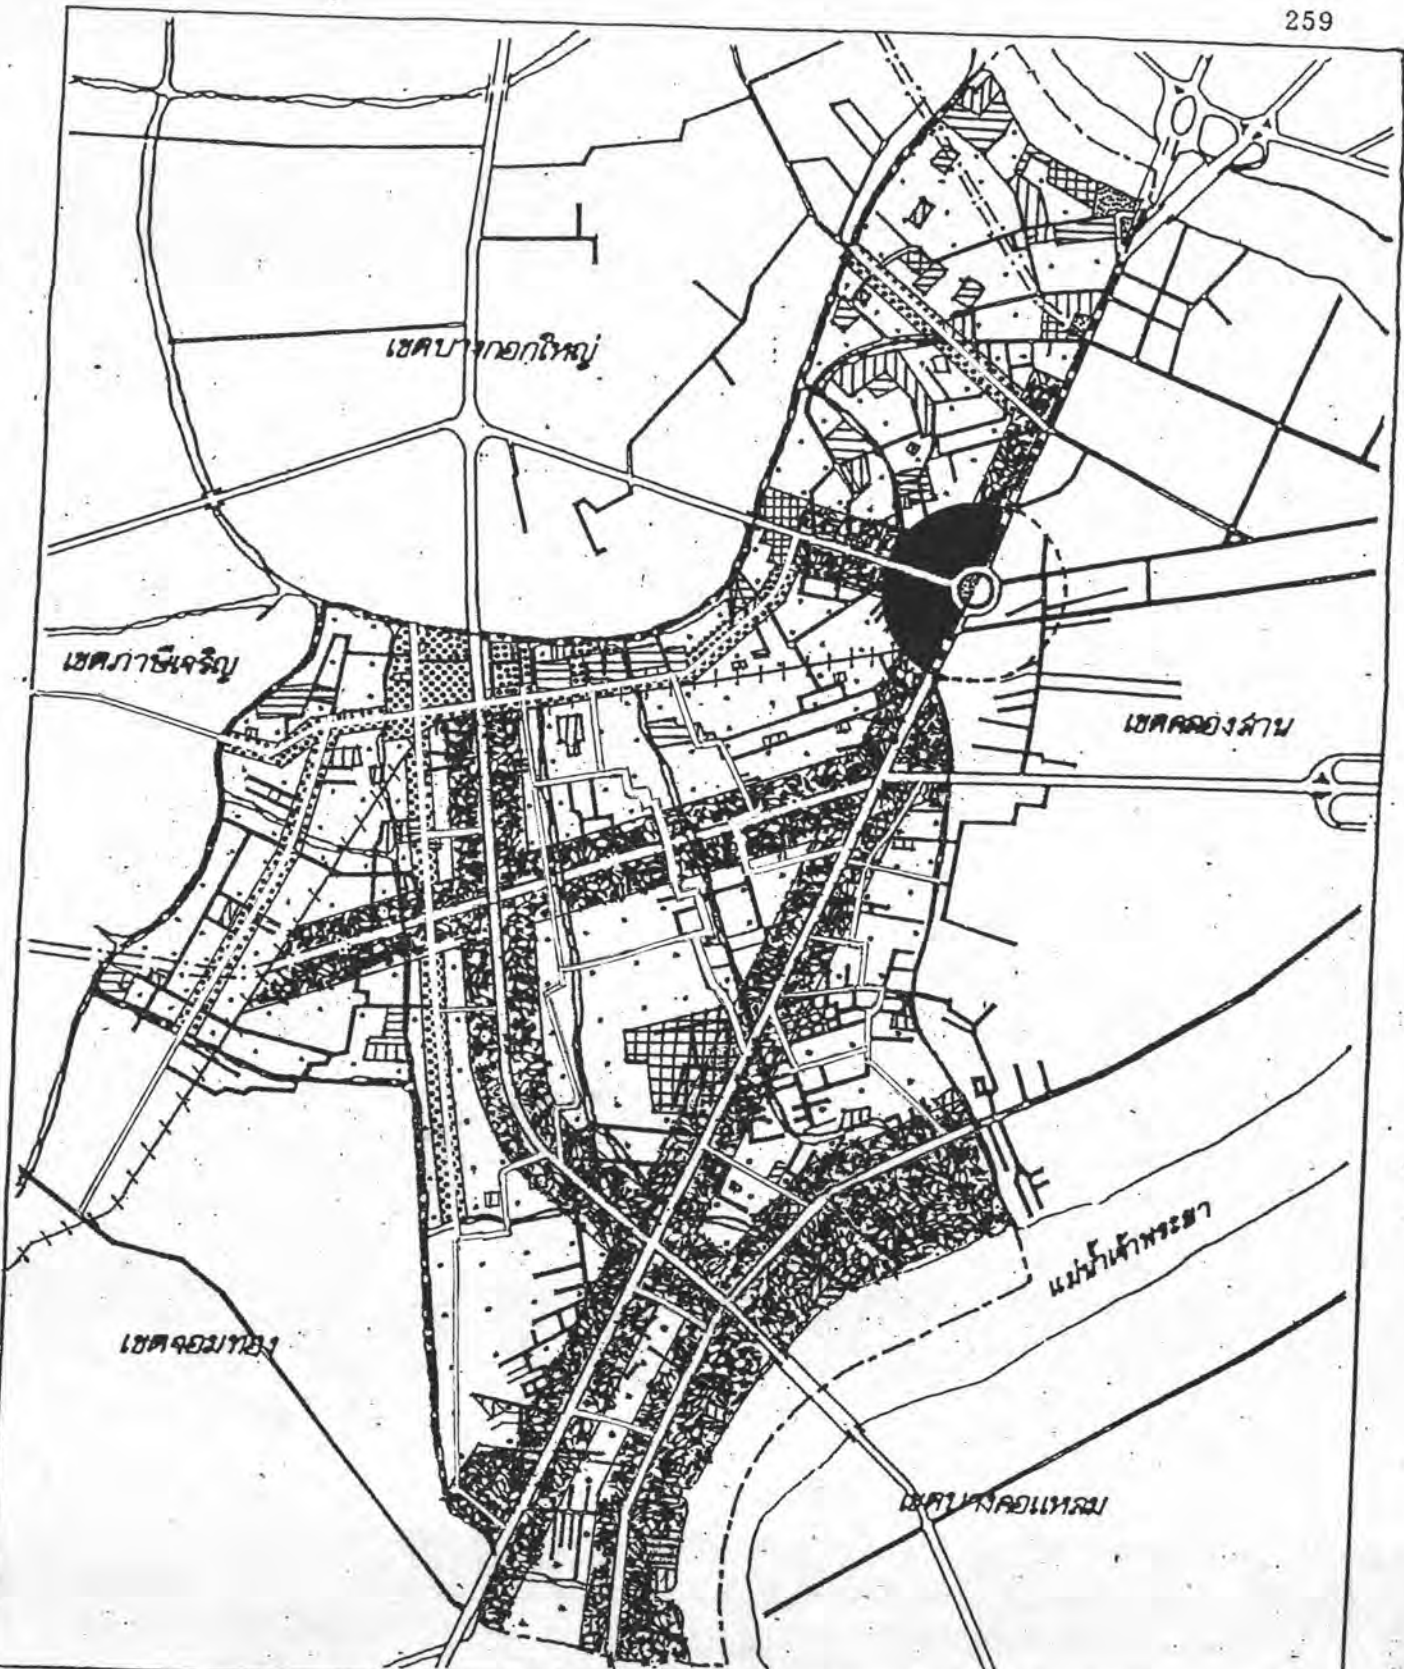 259
เขตบางกอกใหญ่
เขตภาษีเจริญ
เขตคลองสาน
แม่น้ำเจ้าพระยา
เขตจอมทอง
เขตบางคอแหลม